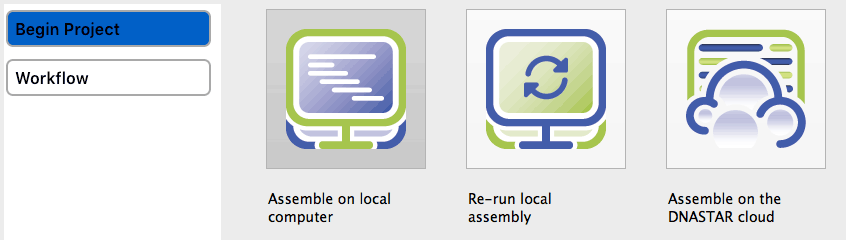 Begin Project
Workflow
Assemble on local
computer
Re-run local
assembly
Assemble on the
DNASTAR cloud